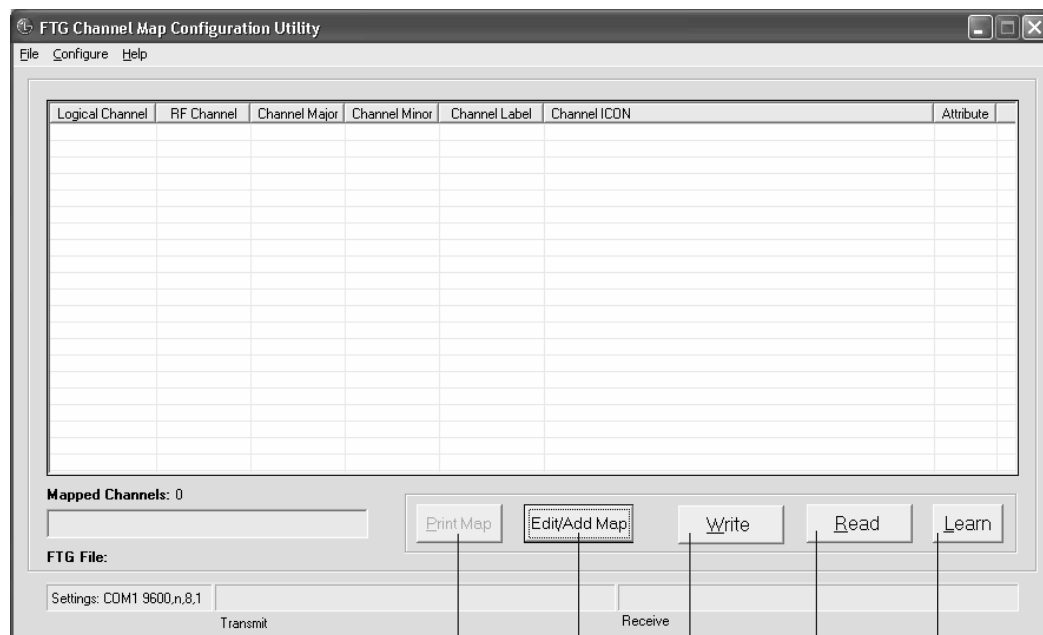 FTG Channel Map Configuration Utility
File Configure Help
Logical Channel RF Channel Channel Major Channel Minor Channel Label Channel ICON Attribute
Mapped Channels: 0
Print Map Edit/Add Map Write Read Learn
FTG File:
Settings: COM1 9600,n,8,1
Transmit Receive